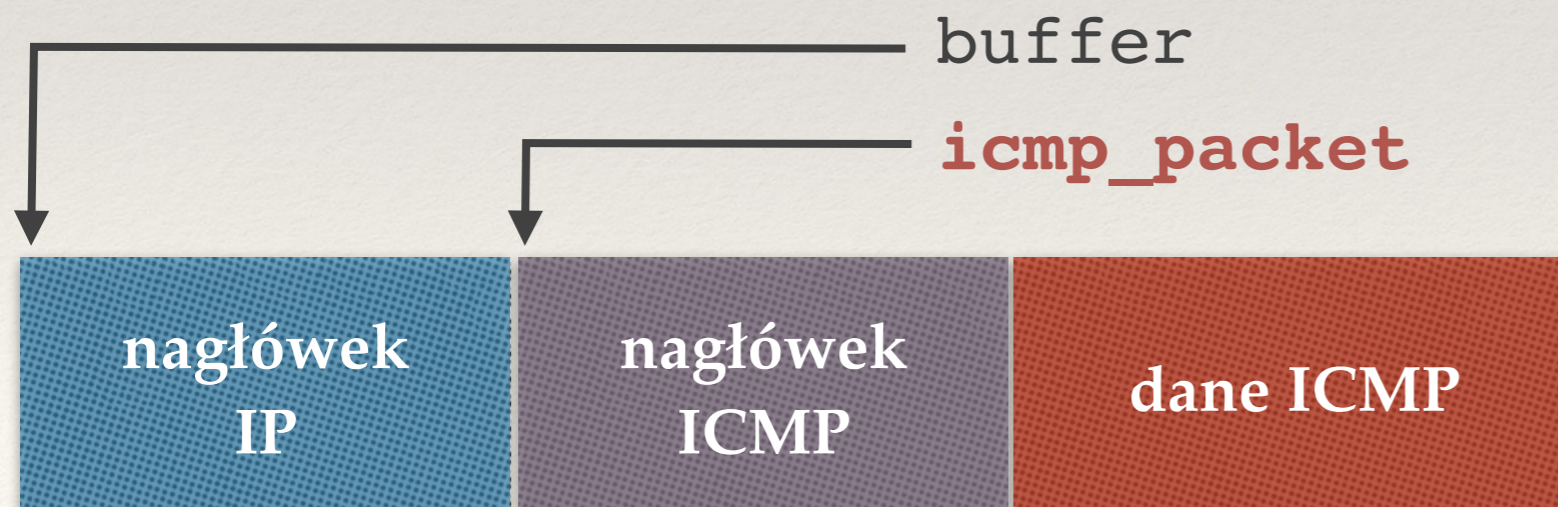 buffer
icmp_packet
nagłówek
IP
nagłówek
ICMP
dane ICMP